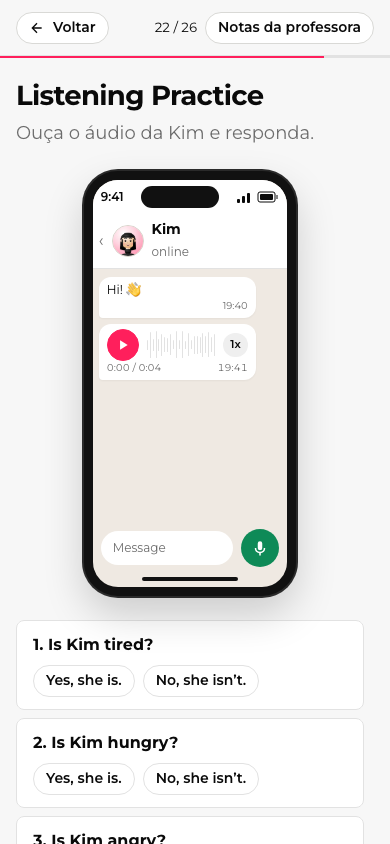 Voltar
22 / 26
Notas da professora
Listening Practice
Ouça o áudio da Kim e responda.
9:41
Kim
online
Hi! 👋
19:40
1x
0:00 / 0:04
19:41
Message
1. Is Kim tired?
Yes, she is.
No, she isn't.
2. Is Kim hungry?
Yes, she is.
No, she isn't.
3. Is Kim angry?